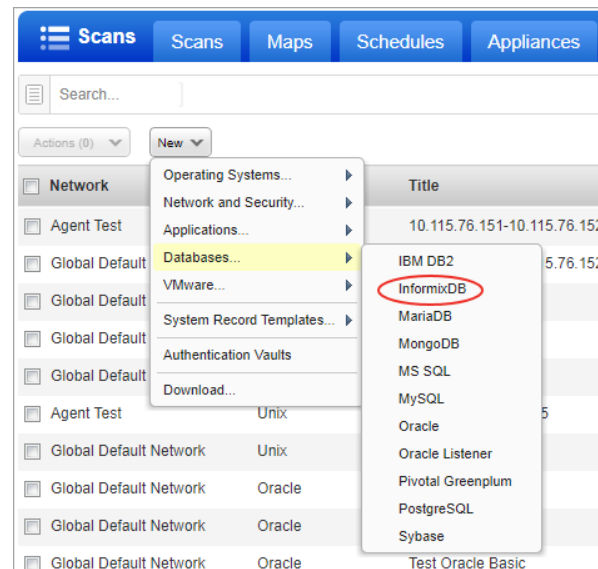 Scans
Scans Maps Schedules Appliances
Search...
Actions (0) New
Network Title
Operating Systems...
Network and Security...
Applications...
Databases...
VMware...
System Record Templates...
Authentication Vaults
Download...
IBM DB2
InformixDB
MariaDB
MongoDB
MS SQL
MySQL
Oracle
Oracle Listener
Pivotal Greenplum
PostgreSQL
Sybase
Agent Test 10.115.76.151-10.115.76.152
Global Default 5.76.152
Global Default
Global Default
Global Default
Agent Test Unix 5
Global Default Network Unix
Global Default Network Oracle
Global Default Network Oracle
Global Default Network Oracle Test Oracle Basic